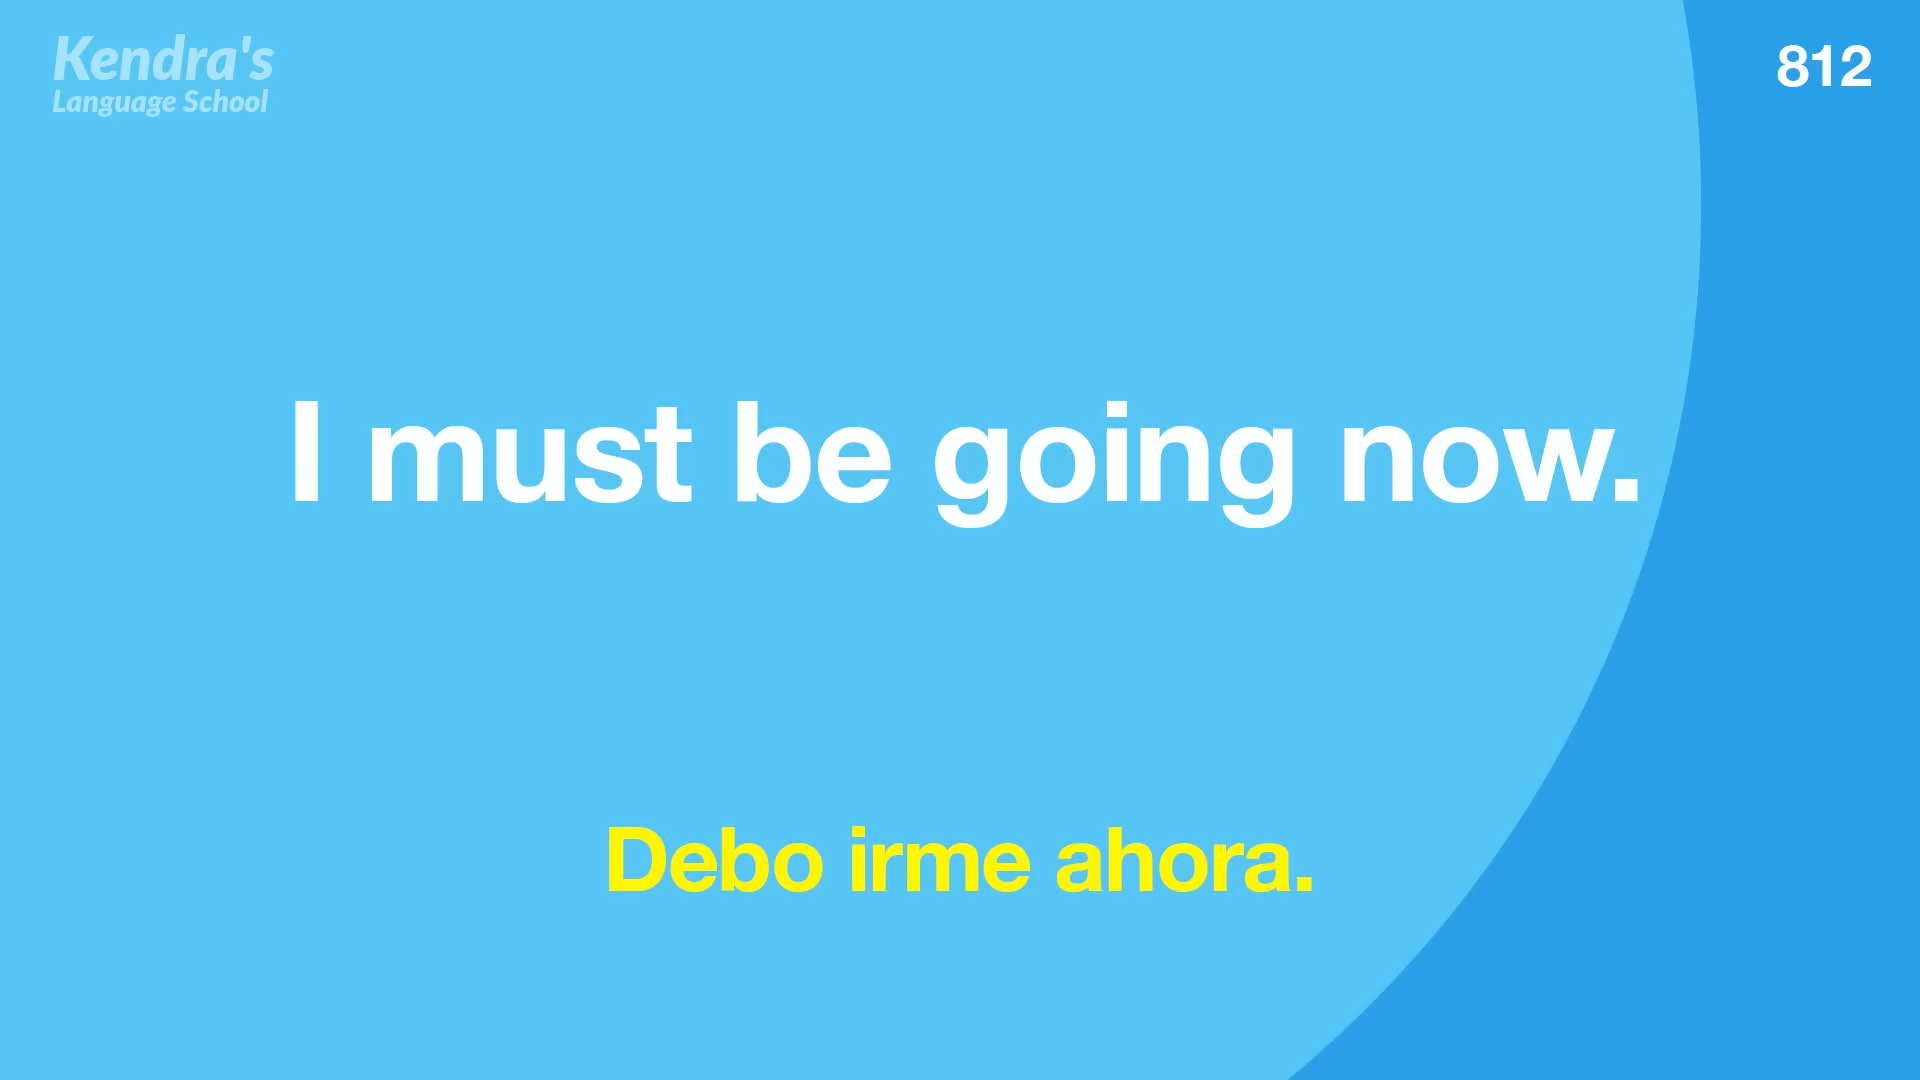 Kendra's
Language School
812
I must be going now.
Debo irme ahora.